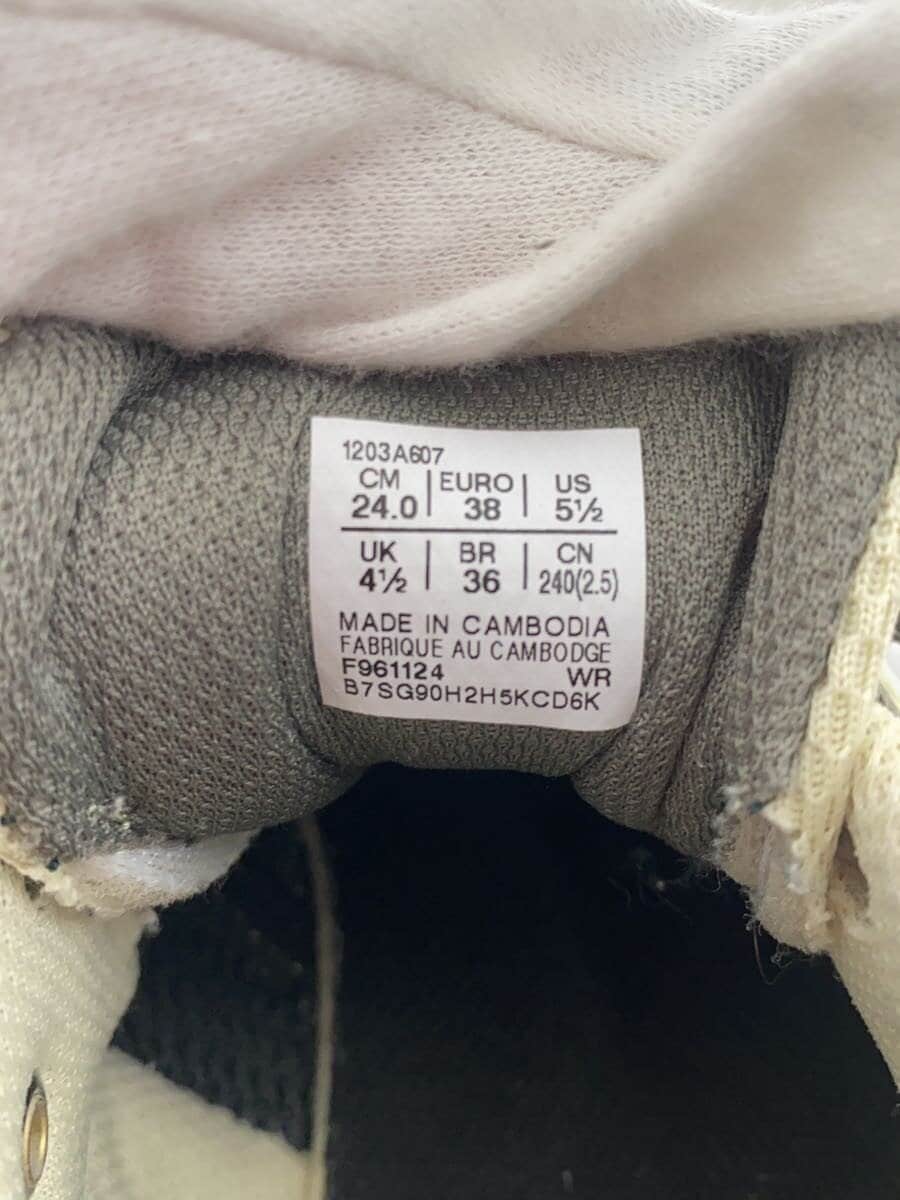 1203A607
CM | EURO | US
24.0 | 38 | 5½
UK | BR | CN
4½ | 36 | 240(2.5)
MADE IN CAMBODIA
FABRIQUE AU CAMBODGE
F961124 WR
B7SG90H2H5KCD6K